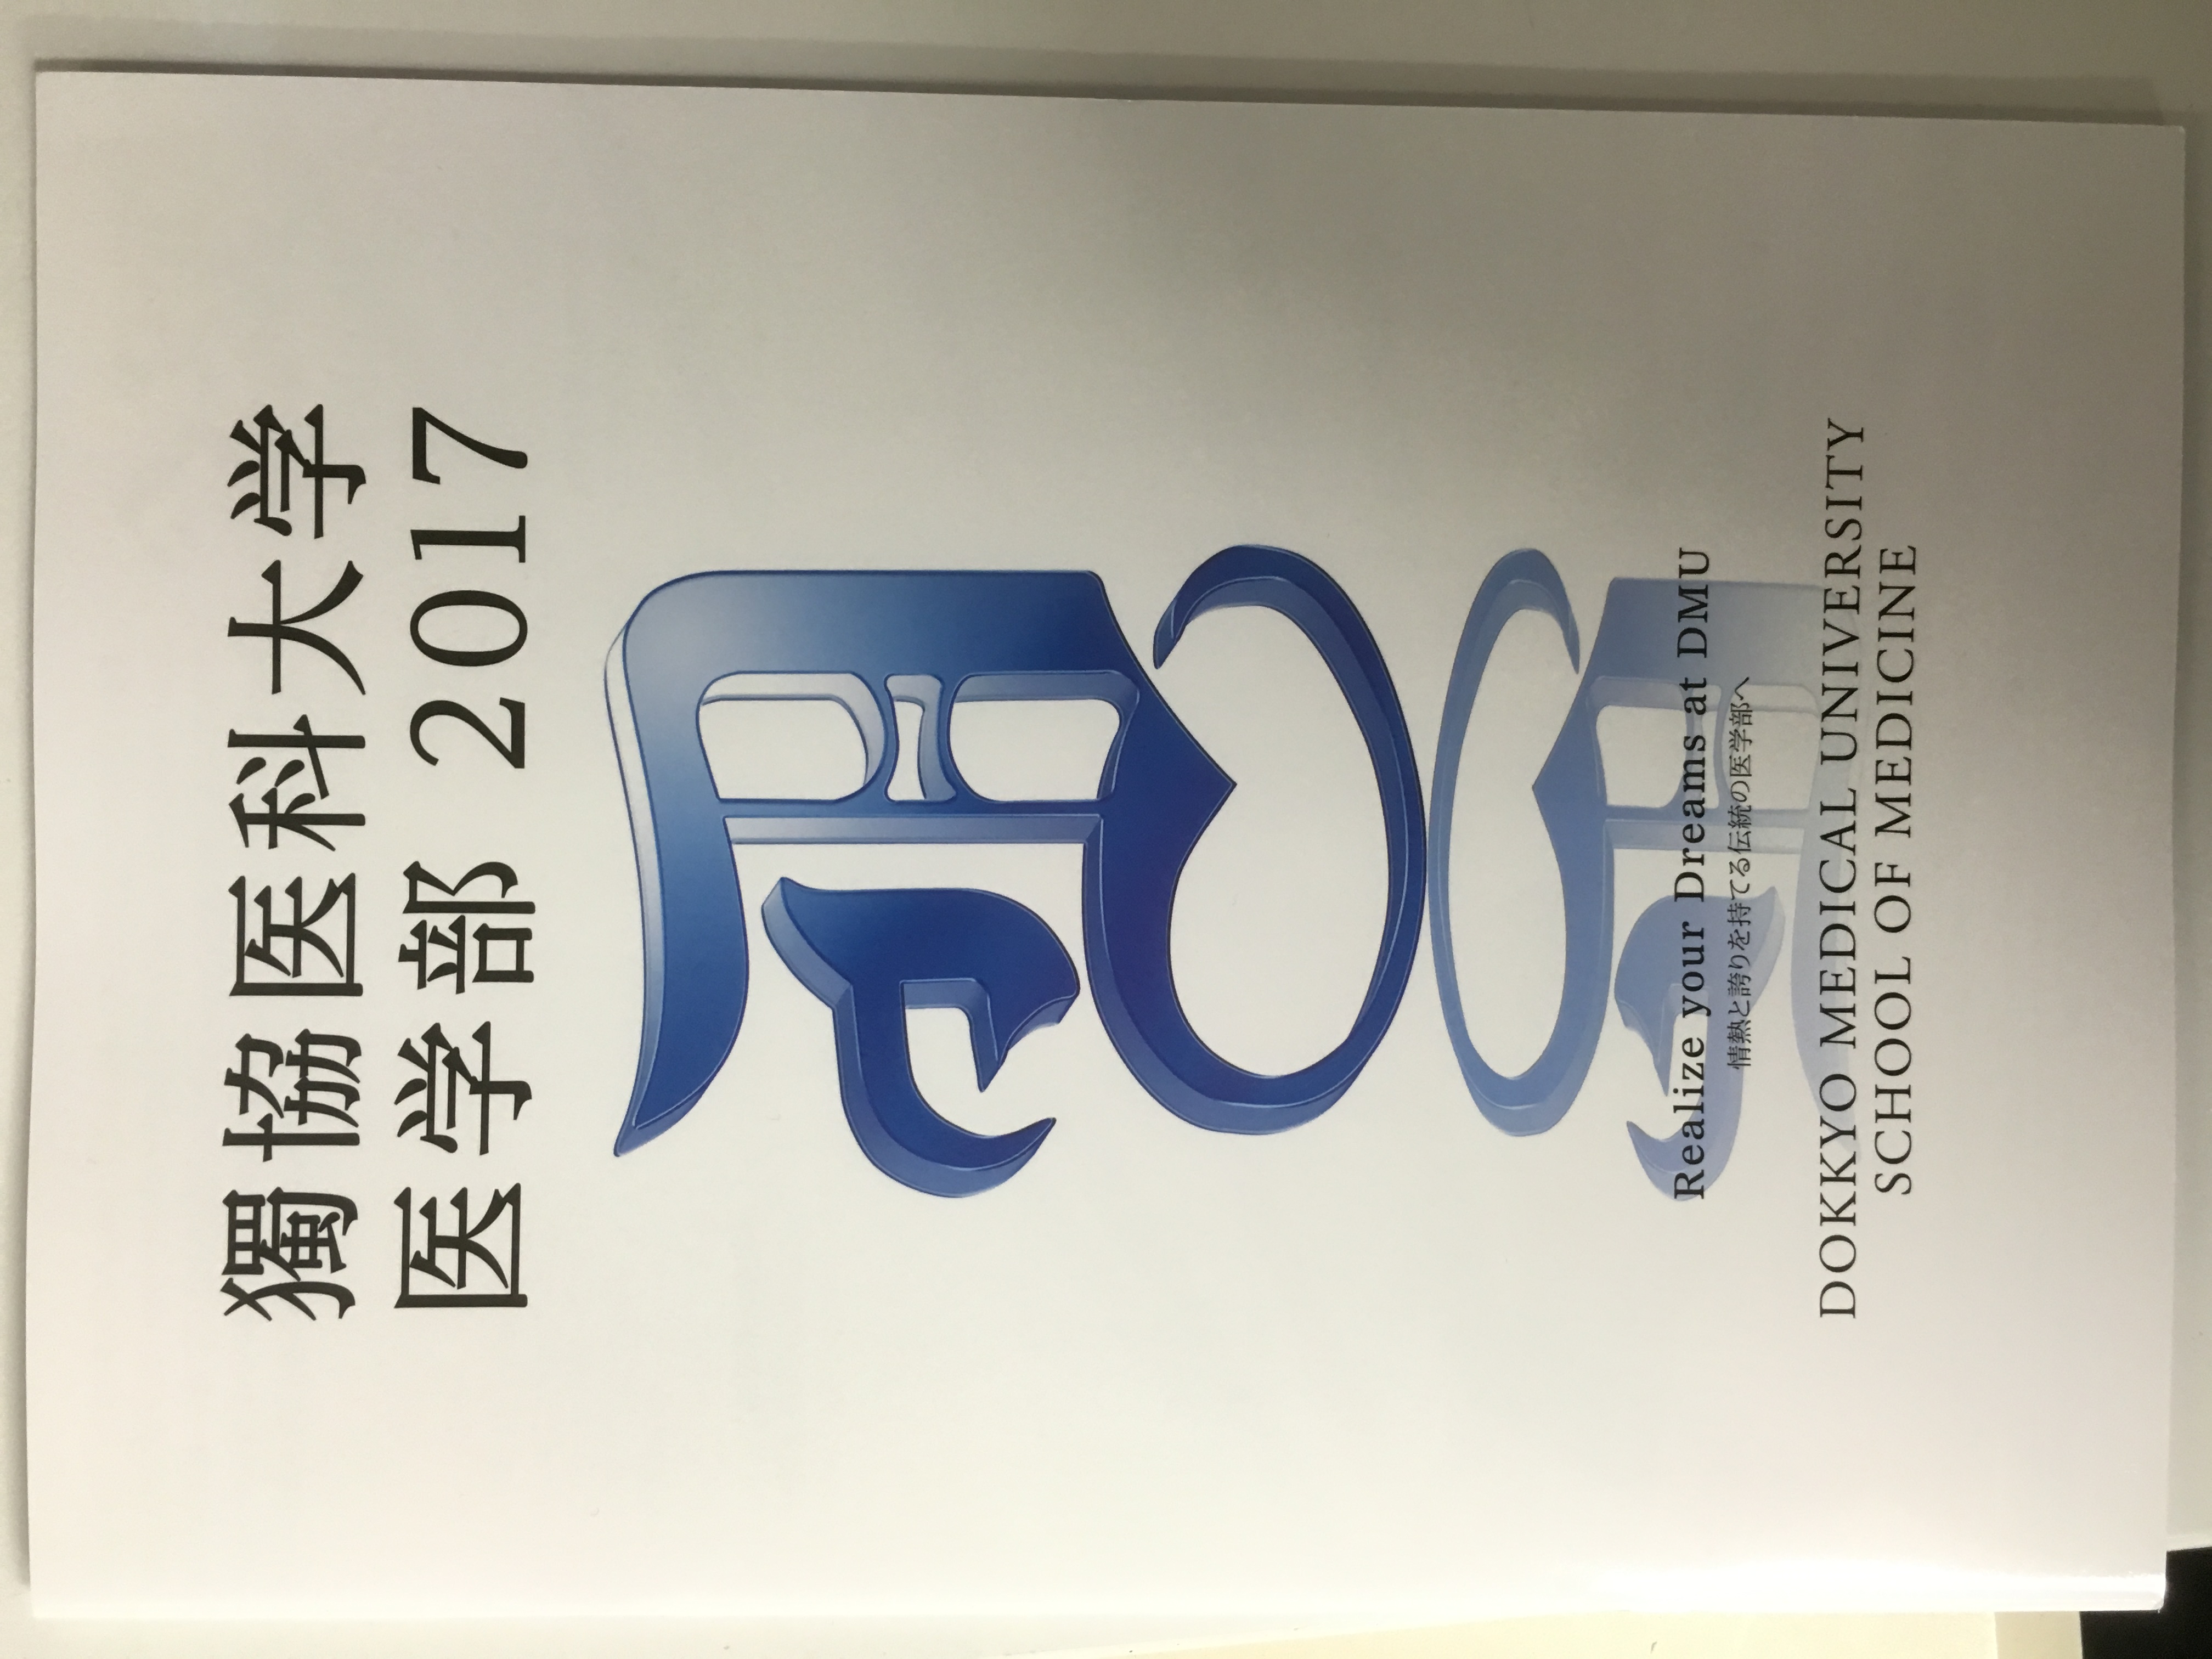 獨協医科大学
医学部 2017
Realize your Dreams at DMU
情熱と誇りを持てる伝統の医学部へ
DOKKYO MEDICAL UNIVERSITY
SCHOOL OF MEDICINE